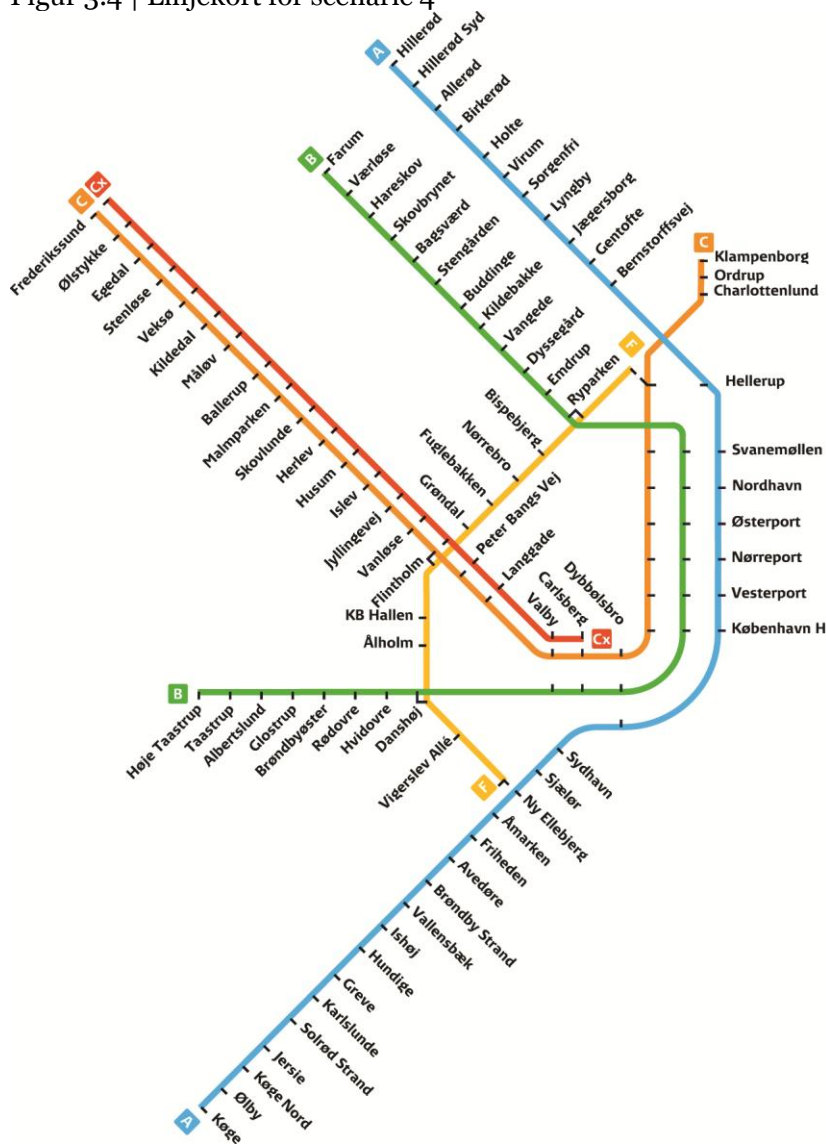 Figur 3.4 | Linjekort for scenarie 4
A
Hillerød
Hillerød Syd
Allerød
Birkerød
Holte
Virum
Sorgenfri
Lyngby
Jægersborg
Gentofte
Bernstorffsvej
B
Farum
Værløse
Hareskov
Skovbrynet
Bagsværd
Stengården
Buddinge
Kildebakke
Vangede
Dyssegård
Emdrup
Ryparken
F
C
Klampenborg
Ordrup
Charlottenlund
Hellerup
Svanemøllen
Nordhavn
Østerport
Nørreport
Vesterport
København H
C
Cx
Frederikssund
Ølstykke
Egedal
Stenløse
Veksø
Kildedal
Måløv
Ballerup
Malmparken
Skovlunde
Herlev
Husum
Islev
Jyllingevej
Vanløse
Flintholm
Grøndal
Fuglebakken
Nørrebro
Bispebjerg
Peter Bangs Vej
Langgade
Valby
Carlsberg
Dybbølsbro
Cx
KB Hallen
Ålholm
B
Høje Taastrup
Taastrup
Albertslund
Glostrup
Brøndbyøster
Rødovre
Hvidovre
Danshøj
Vigerslev Allé
F
Sydhavn
Sjælør
Ny Ellebjerg
Åmarken
Friheden
Avedøre
Brøndby Strand
Vallensbæk
Ishøj
Hundige
Greve
Karlslunde
Solrød Strand
Jersie
Køge Nord
Ølby
Køge
A